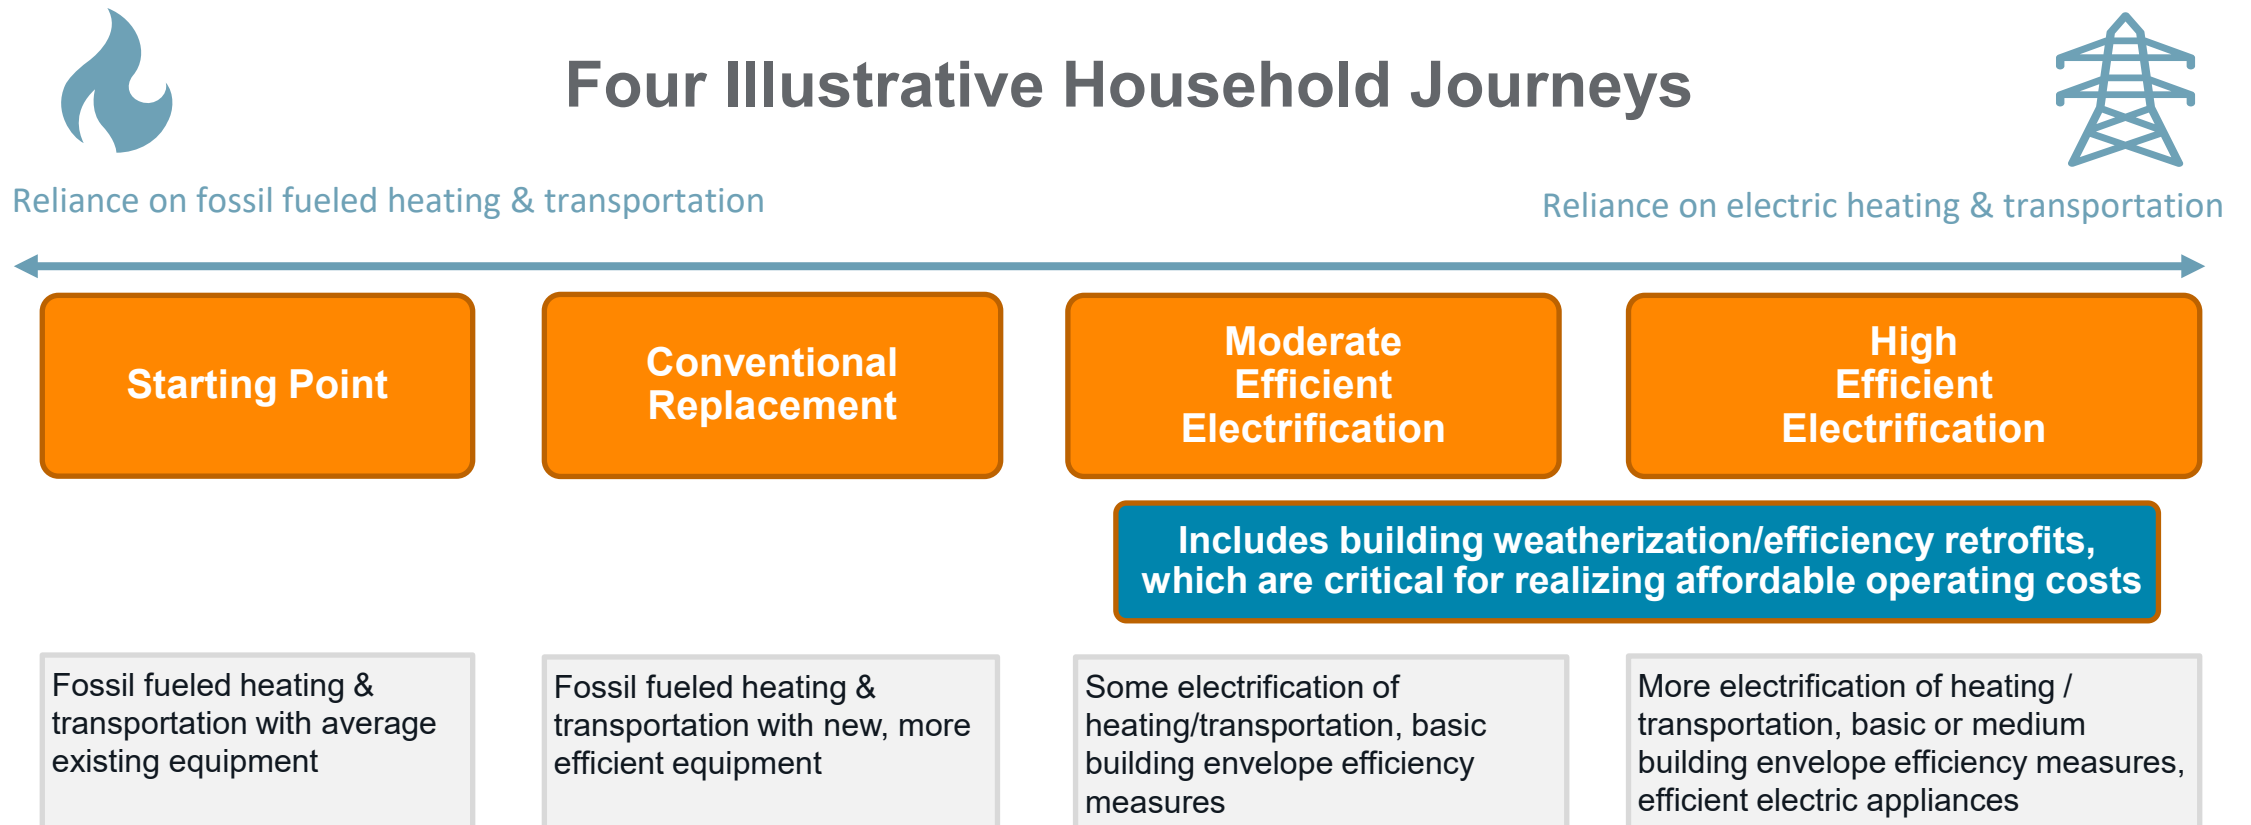 Four Illustrative Household Journeys
Reliance on fossil fueled heating & transportation
Reliance on electric heating & transportation
Starting Point
Conventional
Replacement
Moderate
Efficient
Electrification
High
Efficient
Electrification
Includes building weatherization/efficiency retrofits,
which are critical for realizing affordable operating costs
Fossil fueled heating &
transportation with average
existing equipment
Fossil fueled heating &
transportation with new, more
efficient equipment
Some electrification of
heating/transportation, basic
building envelope efficiency
measures
More electrification of heating /
transportation, basic or medium
building envelope efficiency measures,
efficient electric appliances